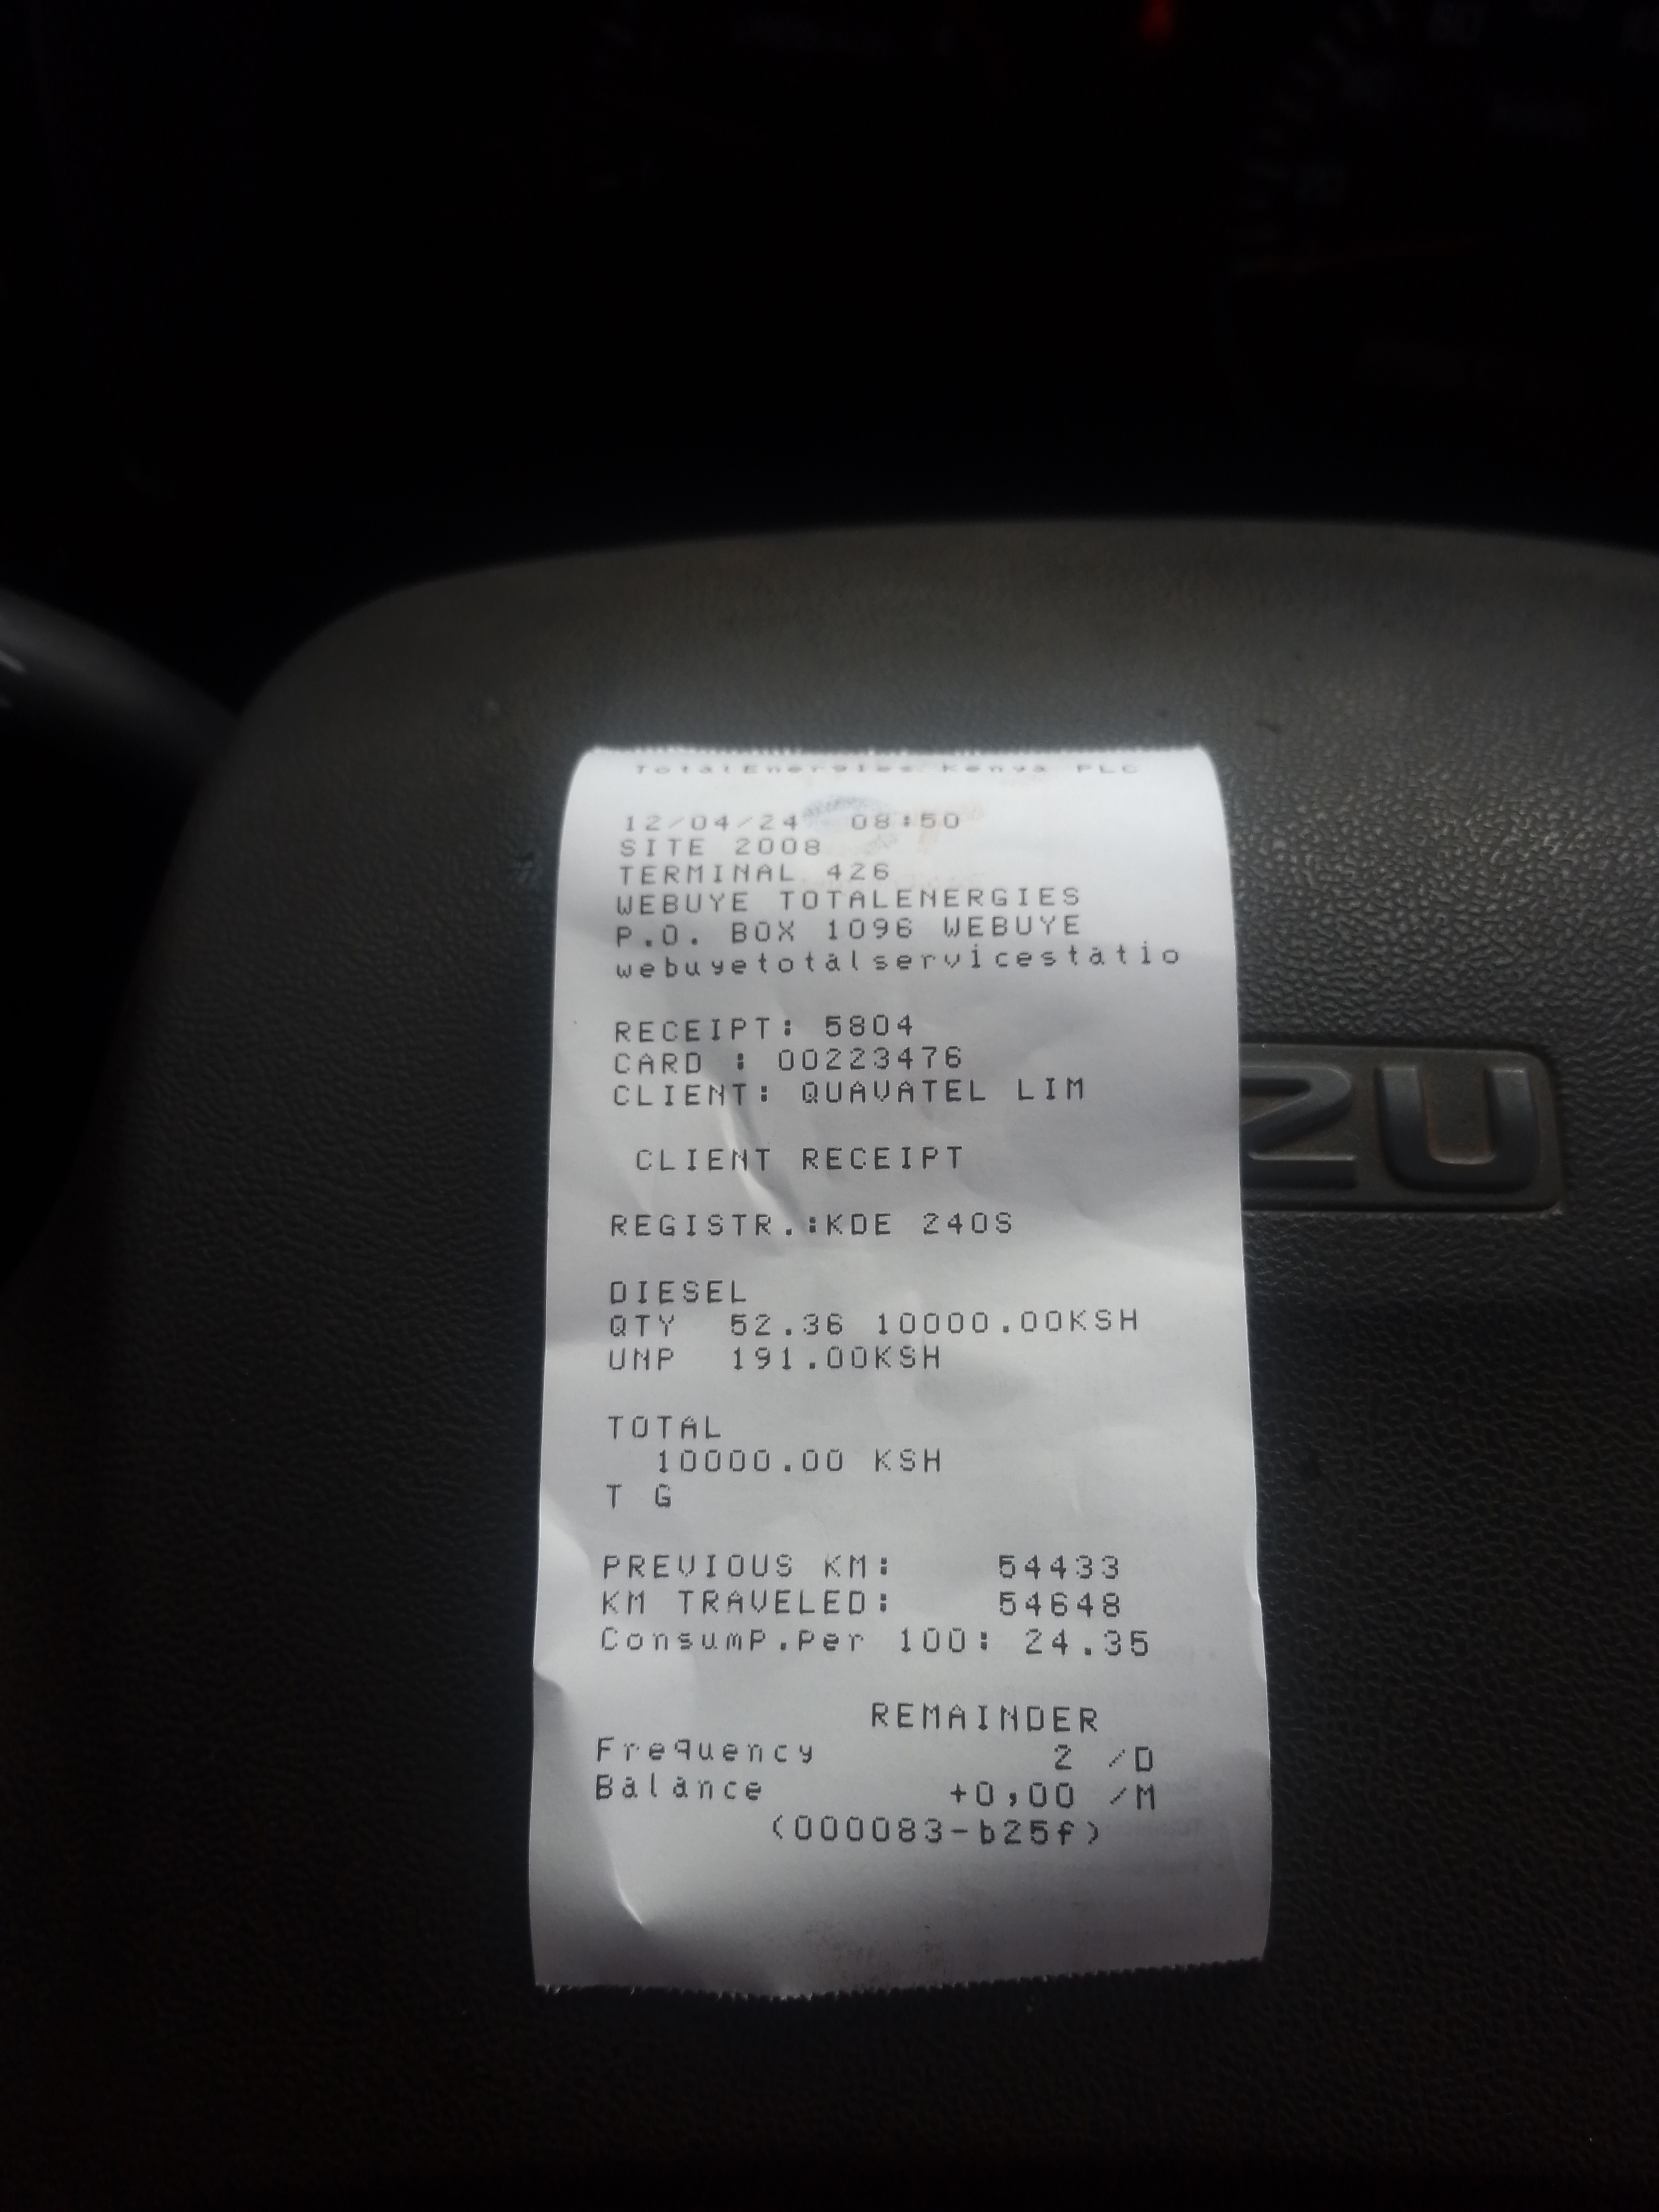 TotalEnergies Kenya PLC
12/04/24 08:50
SITE 2008
TERMINAL 426
WEBUYE TOTALENERGIES
P.O. BOX 1096 WEBUYE
webuyetotalservicestatio
RECEIPT: 5804
CARD : 00223476
CLIENT: QUAVATEL LIM
CLIENT RECEIPT
REGISTR.:KDE 240S
DIESEL
QTY 52.36 10000.00KSH
UNP 191.00KSH
TOTAL
10000.00 KSH
T G
PREVIOUS KM: 54433
KM TRAVELED: 54648
Consump.Per 100: 24.35
REMAINDER
Frequency 2 /D
Balance +0,00 /M
(000083-b25f)
ZU